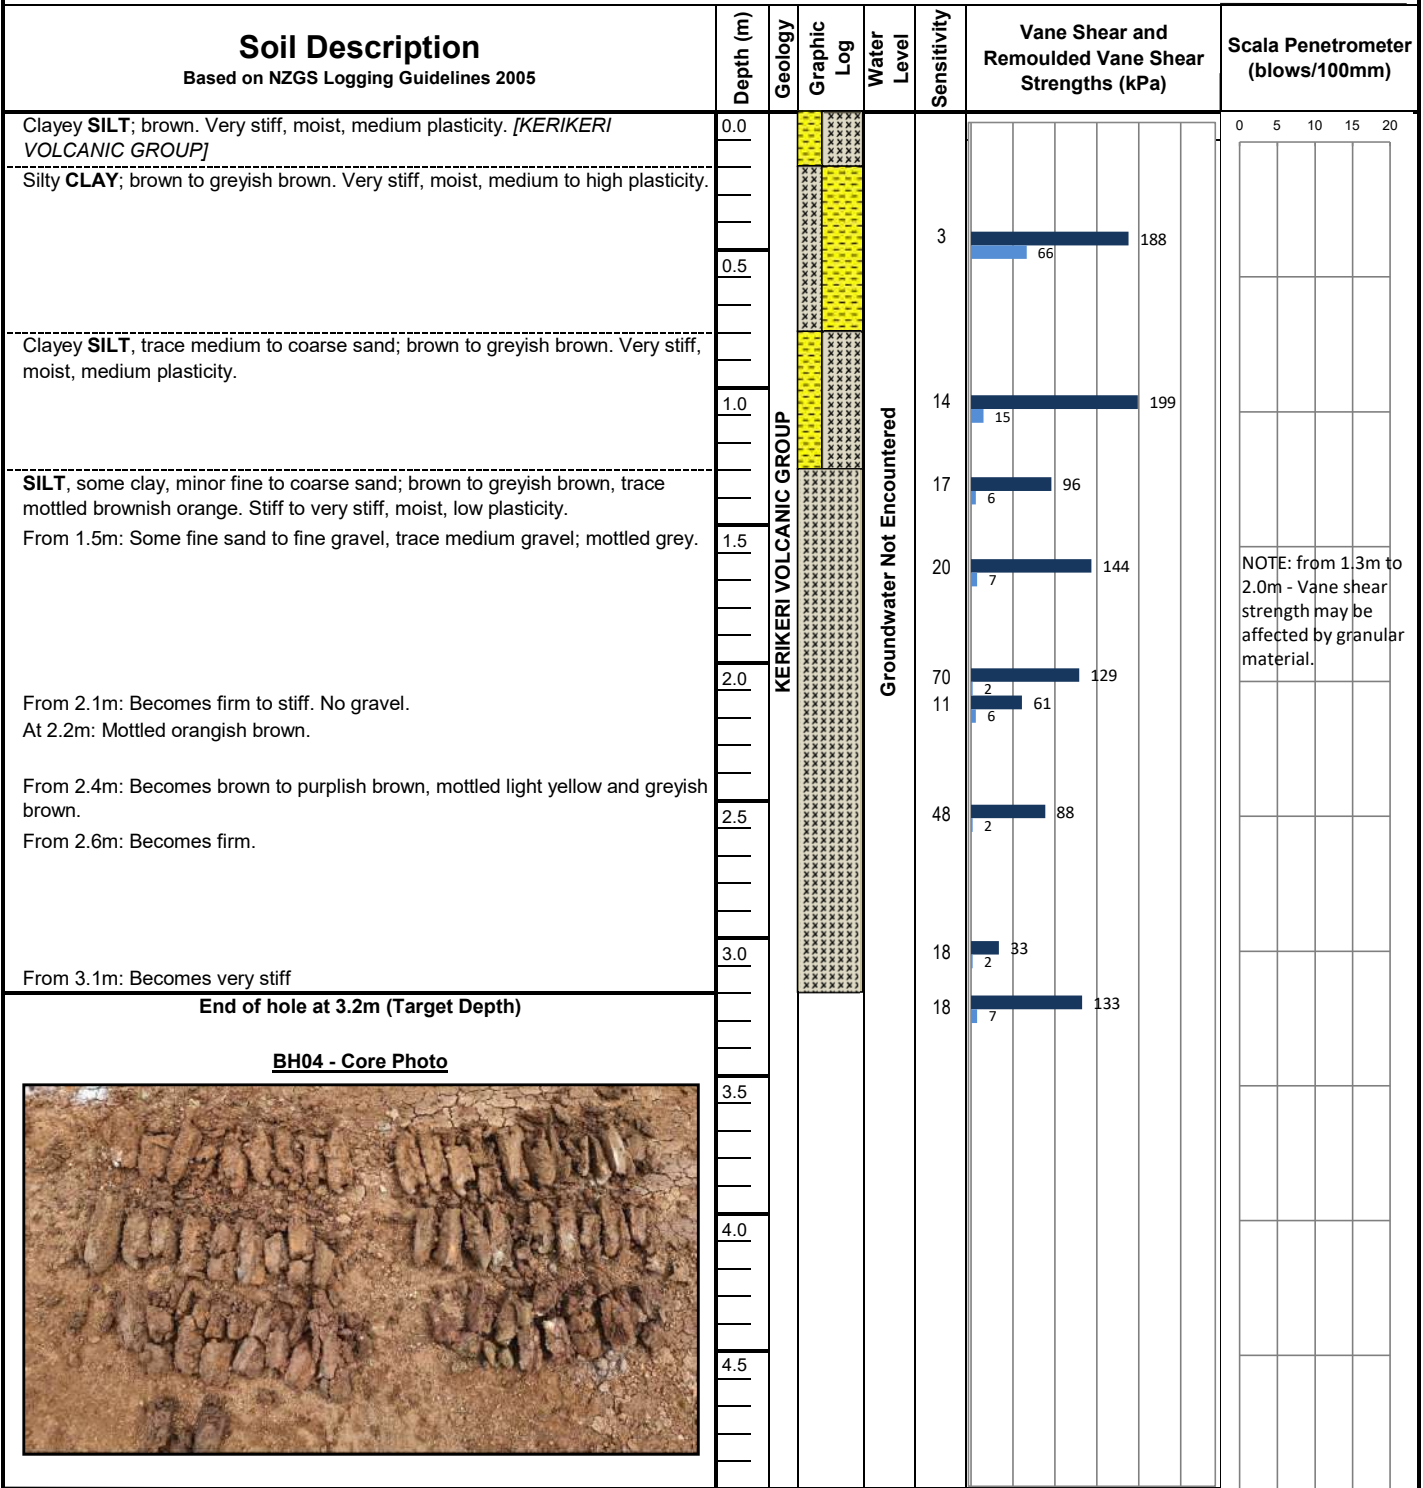 Soil Description
Based on NZGS Logging Guidelines 2005
Depth (m)
Geology
Graphic
Log
Water
Level
Sensitivity
Vane Shear and
Remoulded Vane Shear
Strengths (kPa)
Scala Penetrometer
(blows/100mm)
0 5 10 15 20
Clayey SILT; brown. Very stiff, moist, medium plasticity. [KERIKERI
VOLCANIC GROUP]
0.0
Silty CLAY; brown to greyish brown. Very stiff, moist, medium to high plasticity.
3 188
66
0.5
Clayey SILT, trace medium to coarse sand; brown to greyish brown. Very stiff,
moist, medium plasticity.
1.0
14 199
15
KERIKERI VOLCANIC GROUP
Groundwater Not Encountered
SILT, some clay, minor fine to coarse sand; brown to greyish brown, trace
mottled brownish orange. Stiff to very stiff, moist, low plasticity.
17 96
6
From 1.5m: Some fine sand to fine gravel, trace medium gravel; mottled grey.
1.5
20 144
7
NOTE: from 1.3m to
2.0m - Vane shear
strength may be
affected by granular
material.
2.0
70 129
2
From 2.1m: Becomes firm to stiff. No gravel.
11 61
6
At 2.2m: Mottled orangish brown.
From 2.4m: Becomes brown to purplish brown, mottled light yellow and greyish
brown.
2.5
48 88
2
From 2.6m: Becomes firm.
3.0
18 33
2
From 3.1m: Becomes very stiff
End of hole at 3.2m (Target Depth)
18 133
7
BH04 - Core Photo
3.5
4.0
4.5